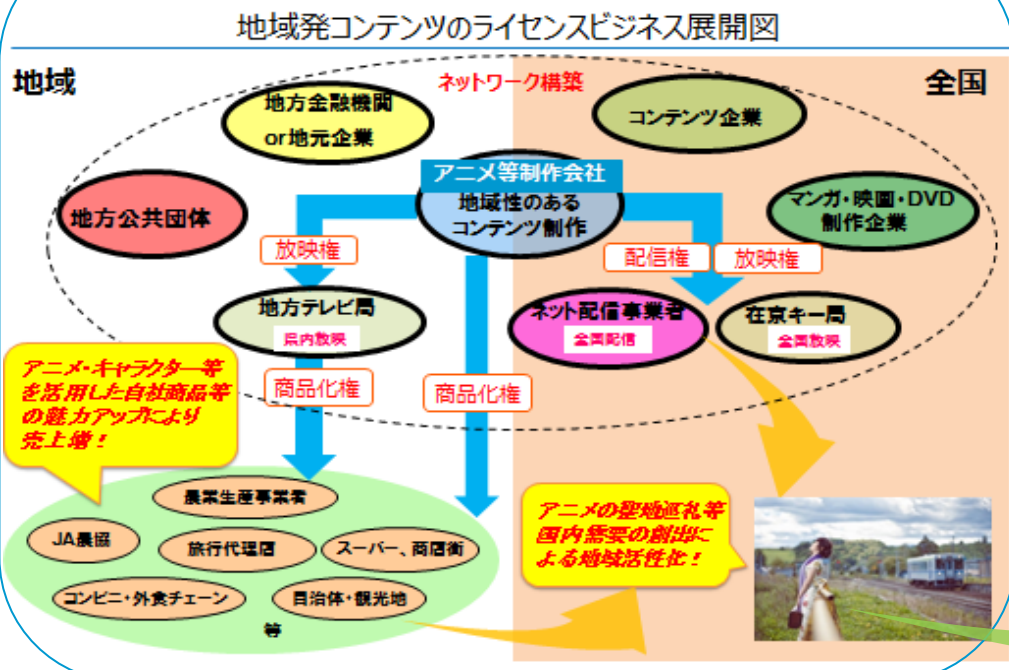 地域発コンテンツのライセンスビジネス展開図
地域
ネットワーク構築
全国
地方金融機関
or地元企業
コンテンツ企業
アニメ等制作会社
地域性のある
コンテンツ制作
地方公共団体
マンガ・映画・DVD
制作企業
放映権
配信権
放映権
地方テレビ局
県内放映
ネット配信事業者
全国配信
在京キー局
全国放映
アニメ・キャラクター等
を活用した自社商品等
の魅力アップにより
売上増！
商品化権
商品化権
農業生産事業者
JA農協
旅行代理店
スーパー、商店街
コンビニ・外食チェーン
自治体・観光地
等
アニメの聖地巡礼等
国内需要の創出に
よる地域活性化！